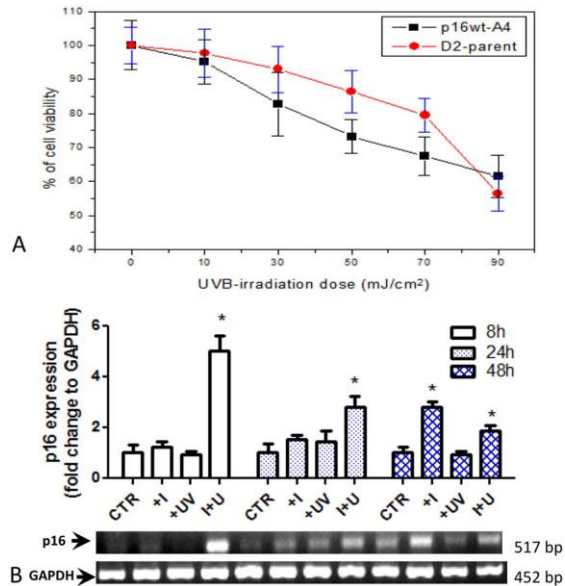 110
100
90
80
70
60
50
40
% of cell viability
p16wt-A4
D2-parent
0 10 30 50 70 90
UVB-irradiation dose (mJ/cm²)
A
6
4
2
0
p16 expression
(fold change to GAPDH)
* * * *
8h
24h
48h
CTR +I +UV I+U CTR +I +UV I+U CTR +I +UV I+U
p16 517 bp
B GAPDH 452 bp